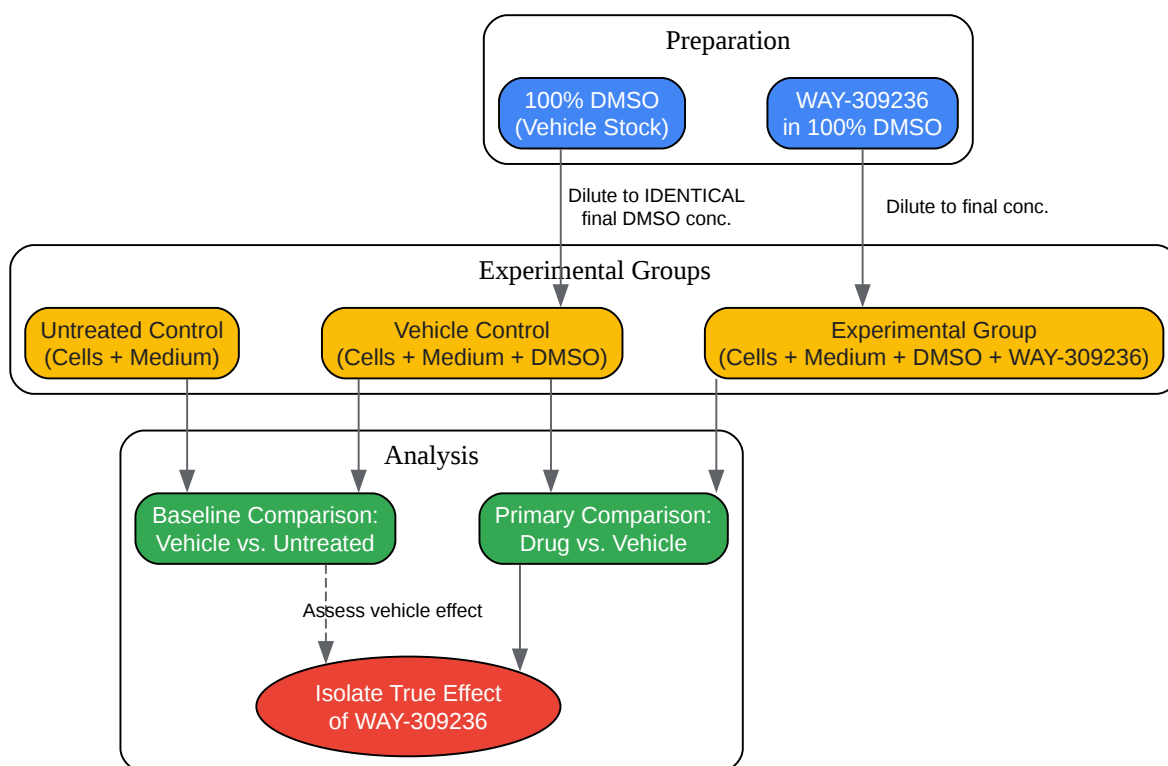 Preparation
100% DMSO
(Vehicle Stock)
WAY-309236
in 100% DMSO
Dilute to IDENTICAL
final DMSO conc.
Dilute to final conc.
Experimental Groups
Untreated Control
(Cells + Medium)
Vehicle Control
(Cells + Medium + DMSO)
Experimental Group
(Cells + Medium + DMSO + WAY-309236)
Analysis
Baseline Comparison:
Vehicle vs. Untreated
Primary Comparison:
Drug vs. Vehicle
Assess vehicle effect
Isolate True Effect
of WAY-309236